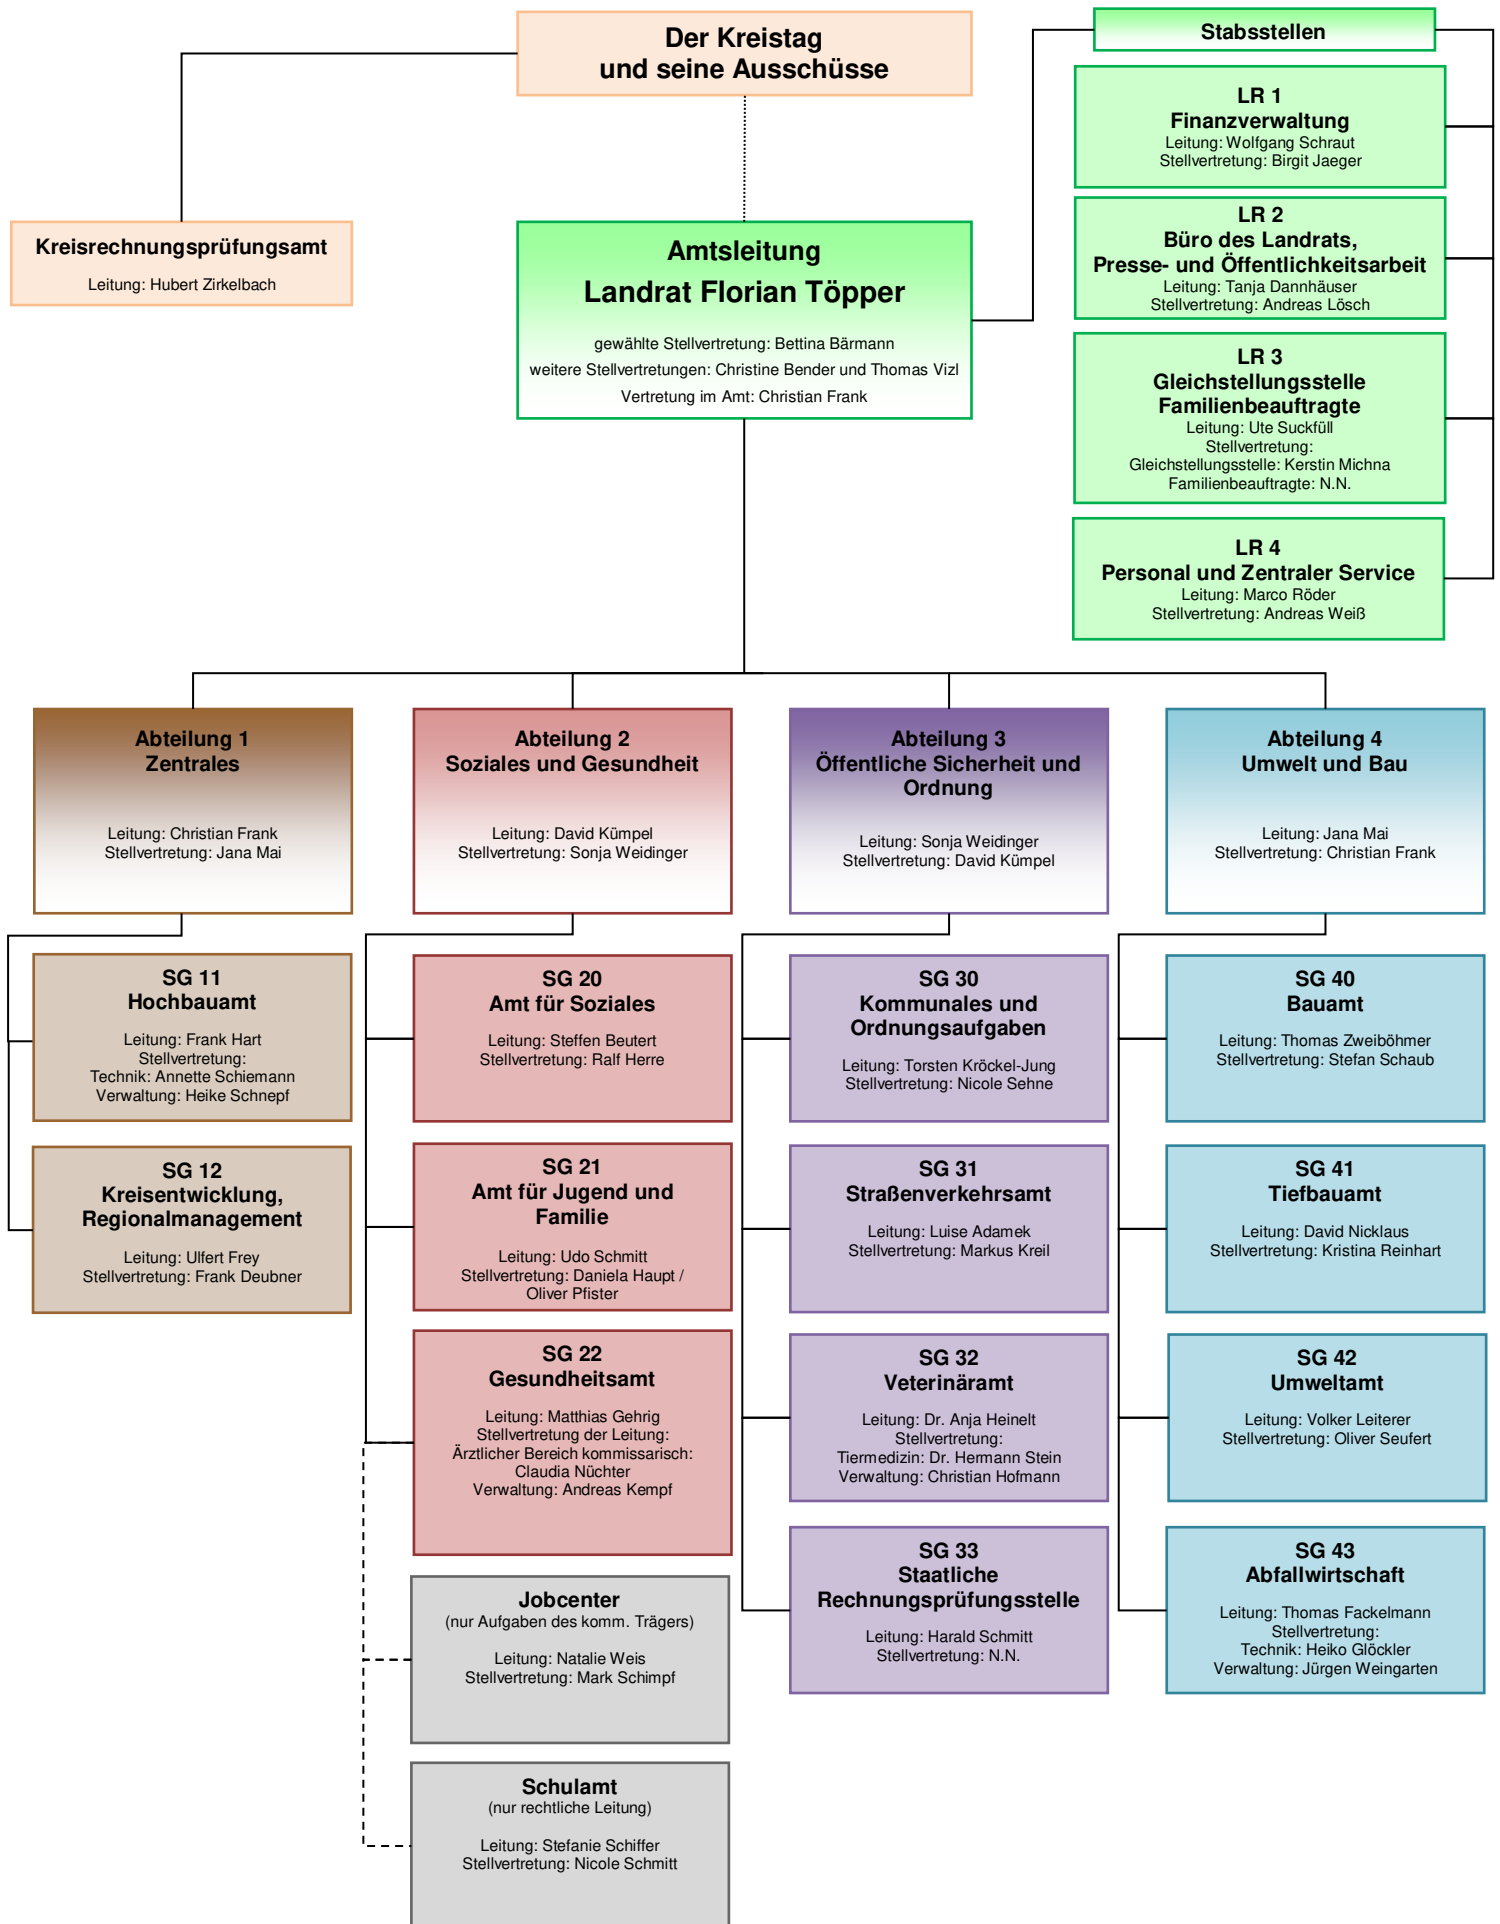 Der Kreistag
und seine Ausschüsse
Kreisrechnungsprüfungsamt
Leitung: Hubert Zirkelbach
Amtsleitung
Landrat Florian Töpper
gewählte Stellvertretung: Bettina Bärmann
weitere Stellvertretungen: Christine Bender und Thomas Vizl
Vertretung im Amt: Christian Frank
Stabsstellen
LR 1
Finanzverwaltung
Leitung: Wolfgang Schraut
Stellvertretung: Birgit Jaeger
LR 2
Büro des Landrats,
Presse- und Öffentlichkeitsarbeit
Leitung: Tanja Dannhäuser
Stellvertretung: Andreas Lösch
LR 3
Gleichstellungsstelle
Familienbeauftragte
Leitung: Ute Suckfüll
Stellvertretung:
Gleichstellungsstelle: Kerstin Michna
Familienbeauftragte: N.N.
LR 4
Personal und Zentraler Service
Leitung: Marco Röder
Stellvertretung: Andreas Weiß
Abteilung 1
Zentrales
Leitung: Christian Frank
Stellvertretung: Jana Mai
SG 11
Hochbauamt
Leitung: Frank Hart
Stellvertretung:
Technik: Annette Schiemann
Verwaltung: Heike Schnepf
SG 12
Kreisentwicklung,
Regionalmanagement
Leitung: Ulfert Frey
Stellvertretung: Frank Deubner
Abteilung 2
Soziales und Gesundheit
Leitung: David Kümpel
Stellvertretung: Sonja Weidinger
SG 20
Amt für Soziales
Leitung: Steffen Beutert
Stellvertretung: Ralf Herre
SG 21
Amt für Jugend und
Familie
Leitung: Udo Schmitt
Stellvertretung: Daniela Haupt /
Oliver Pfister
SG 22
Gesundheitsamt
Leitung: Matthias Gehrig
Stellvertretung der Leitung:
Ärztlicher Bereich kommissarisch:
Claudia Nüchter
Verwaltung: Andreas Kempf
Jobcenter
(nur Aufgaben des komm. Trägers)
Leitung: Natalie Weis
Stellvertretung: Mark Schimpf
Schulamt
(nur rechtliche Leitung)
Leitung: Stefanie Schiffer
Stellvertretung: Nicole Schmitt
Abteilung 3
Öffentliche Sicherheit und
Ordnung
Leitung: Sonja Weidinger
Stellvertretung: David Kümpel
SG 30
Kommunales und
Ordnungsaufgaben
Leitung: Torsten Kröckel-Jung
Stellvertretung: Nicole Sehne
SG 31
Straßenverkehrsamt
Leitung: Luise Adamek
Stellvertretung: Markus Kreil
SG 32
Veterinäramt
Leitung: Dr. Anja Heinelt
Stellvertretung:
Tiermedizin: Dr. Hermann Stein
Verwaltung: Christian Hofmann
SG 33
Staatliche
Rechnungsprüfungsstelle
Leitung: Harald Schmitt
Stellvertretung: N.N.
Abteilung 4
Umwelt und Bau
Leitung: Jana Mai
Stellvertretung: Christian Frank
SG 40
Bauamt
Leitung: Thomas Zweiböhmer
Stellvertretung: Stefan Schaub
SG 41
Tiefbauamt
Leitung: David Nicklaus
Stellvertretung: Kristina Reinhart
SG 42
Umweltamt
Leitung: Volker Leiterer
Stellvertretung: Oliver Seufert
SG 43
Abfallwirtschaft
Leitung: Thomas Fackelmann
Stellvertretung:
Technik: Heiko Glöckler
Verwaltung: Jürgen Weingarten